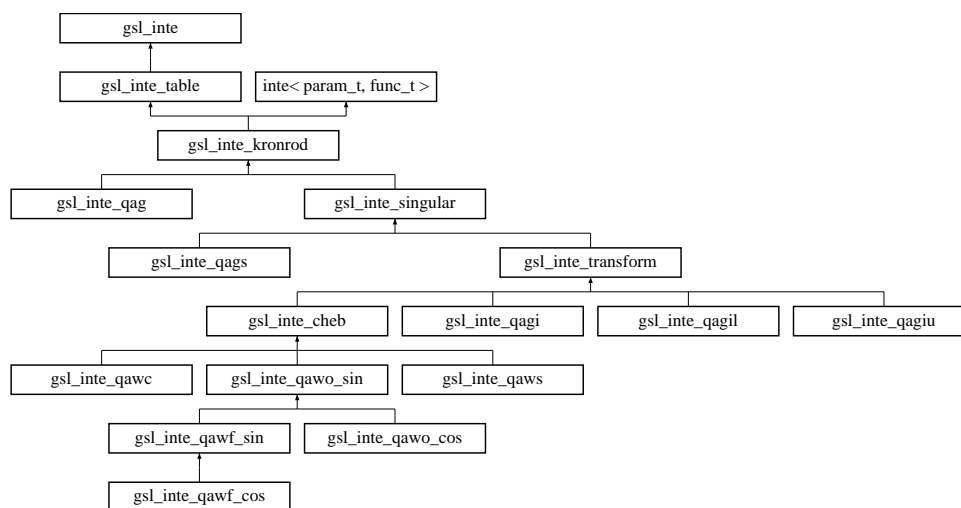 gsl_inte
gsl_inte_table
inte< param_t, func_t >
gsl_inte_kronrod
gsl_inte_qag
gsl_inte_singular
gsl_inte_qags
gsl_inte_transform
gsl_inte_cheb
gsl_inte_qagi
gsl_inte_qagil
gsl_inte_qagiu
gsl_inte_qawc
gsl_inte_qawo_sin
gsl_inte_qaws
gsl_inte_qawf_sin
gsl_inte_qawo_cos
gsl_inte_qawf_cos